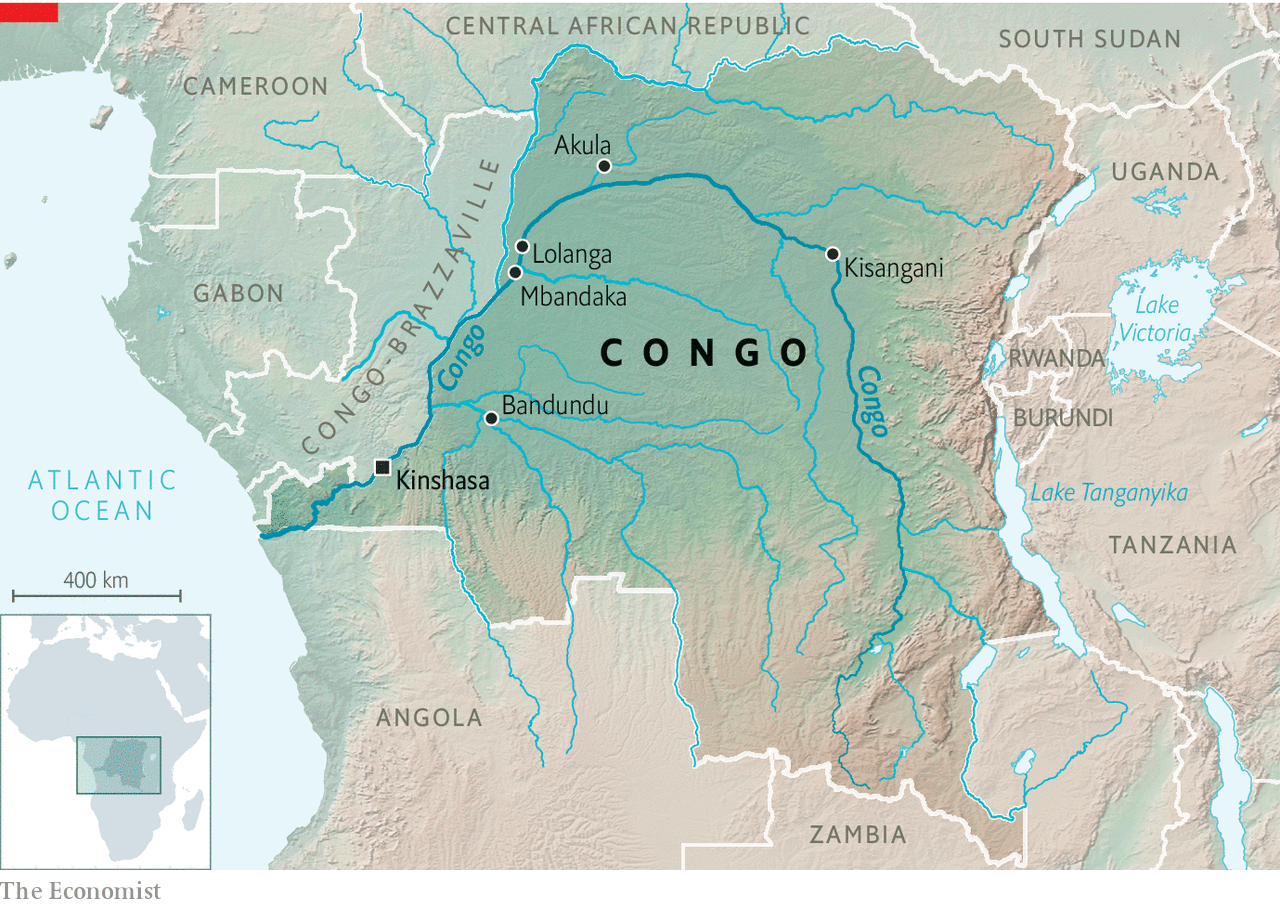 CENTRAL AFRICAN REPUBLIC
SOUTH SUDAN
CAMEROON
Akula
UGANDA
CONGO-BRAZZAVILLE
Lolanga
Kisangani
GABON
Mbandaka
Lake
Victoria
Congo
CONGO
RWANDA
Congo
Bandundu
BURUNDI
Kinshasa
ATLANTIC
OCEAN
Lake Tanganyika
TANZANIA
400 km
ANGOLA
ZAMBIA
The Economist